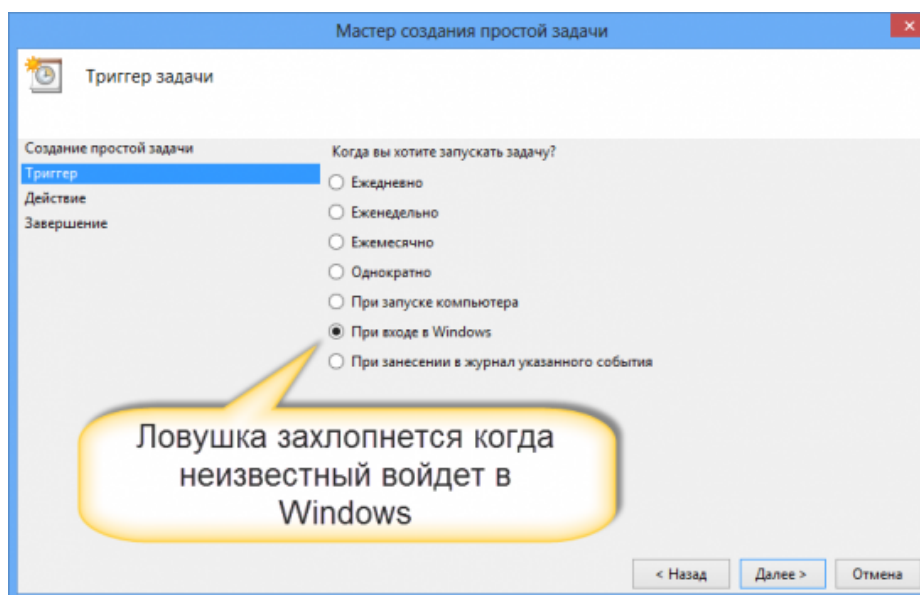 Мастер создания простой задачи
Триггер задачи
Создание простой задачи
Триггер
Действие
Завершение
Когда вы хотите запускать задачу?
Ежедневно
Еженедельно
Ежемесячно
Однократно
При запуске компьютера
При входе в Windows
При занесении в журнал указанного события
Ловушка захлопнется когда
неизвестный войдет в
Windows
< Назад
Далее >
Отмена